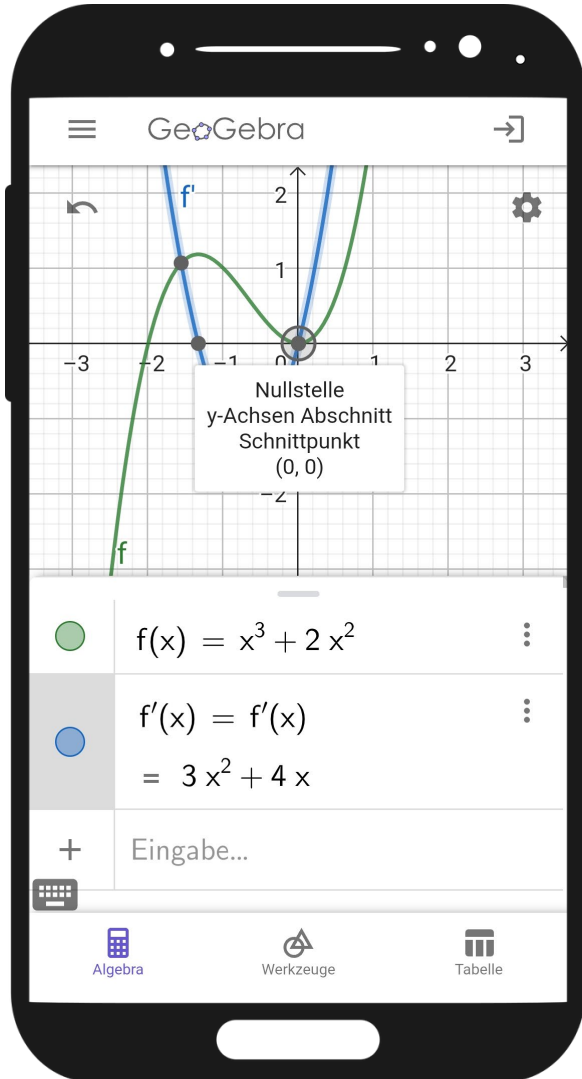 GeoGebra
f'
2
1
−3 −2 −1 0 1 2 3
Nullstelle
y-Achsen Abschnitt
Schnittpunkt
(0, 0)
−2
f
f(x) = x³ + 2 x²
f′(x) = f′(x)
= 3 x² + 4 x
+ Eingabe...
Algebra Werkzeuge Tabelle